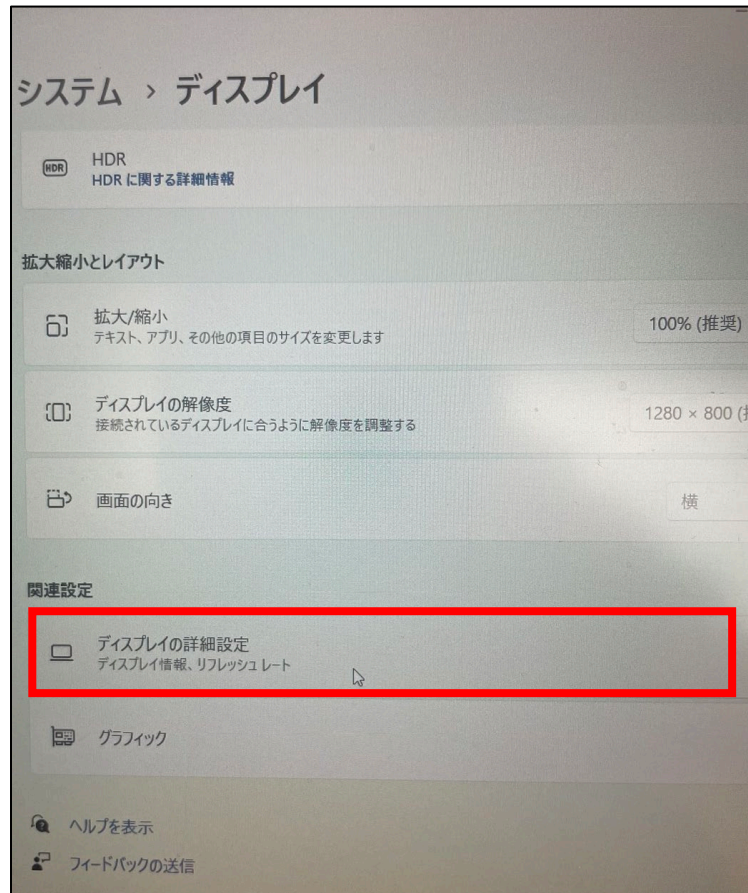 システム > ディスプレイ
HDR
HDR
HDR に関する詳細情報
拡大縮小とレイアウト
拡大/縮小
テキスト、アプリ、その他の項目のサイズを変更します
100% (推奨)
ディスプレイの解像度
接続されているディスプレイに合うように解像度を調整する
1280 × 800 (
画面の向き
横
関連設定
ディスプレイの詳細設定
ディスプレイ情報、リフレッシュ レート
グラフィック
ヘルプを表示
フィードバックの送信